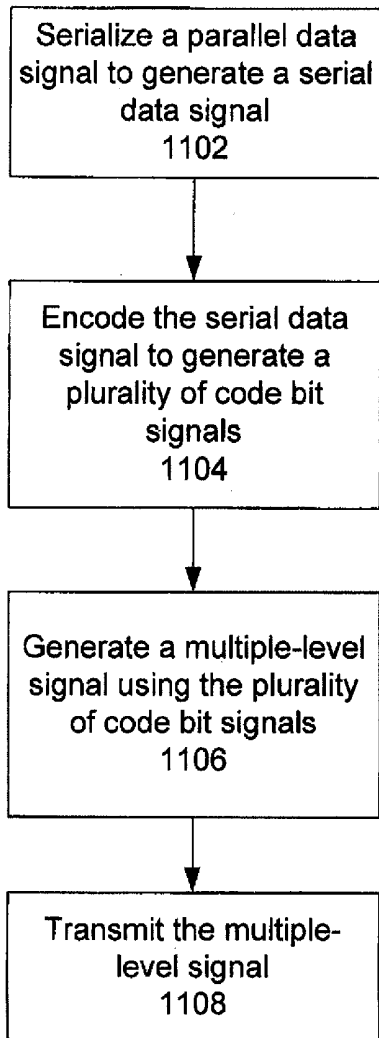 Serialize a parallel data
signal to generate a serial
data signal
1102
Encode the serial data
signal to generate a
plurality of code bit
signals
1104
Generate a multiple-level
signal using the plurality
of code bit signals
1106
Transmit the multiple-
level signal
1108